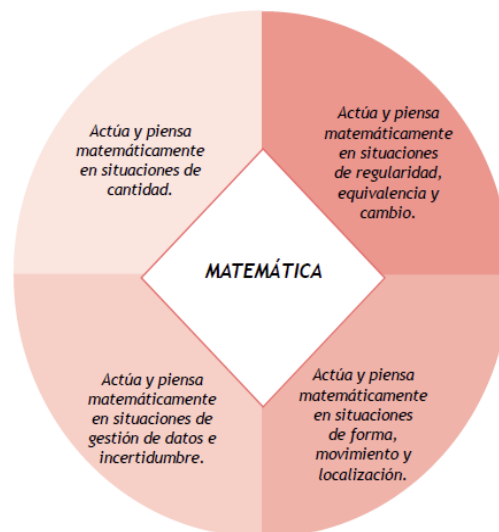 Actúa y piensa
matemáticamente
en situaciones de
cantidad.
Actúa y piensa
matemáticamente
en situaciones
de regularidad,
equivalencia y
cambio.
MATEMÁTICA
Actúa y piensa
matemáticamente
en situaciones de
gestión de datos e
incertidumbre.
Actúa y piensa
matemáticamente
en situaciones
de forma,
movimiento y
localización.